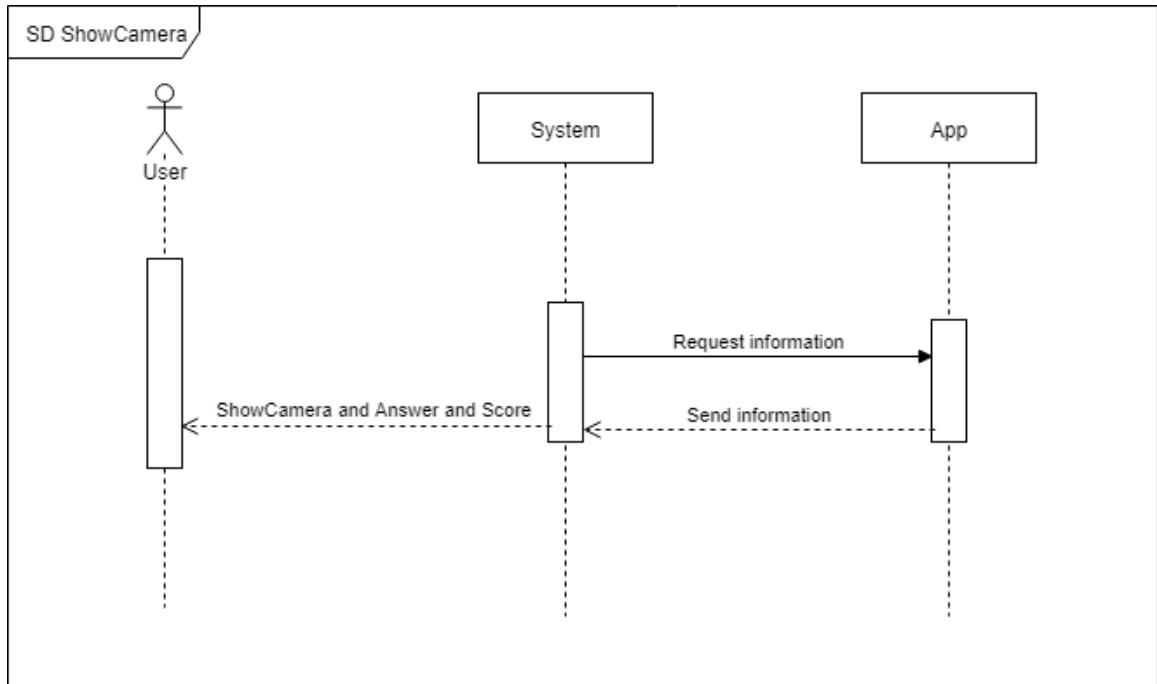 SD ShowCamera
User
System
App
Request information
ShowCamera and Answer and Score
Send information